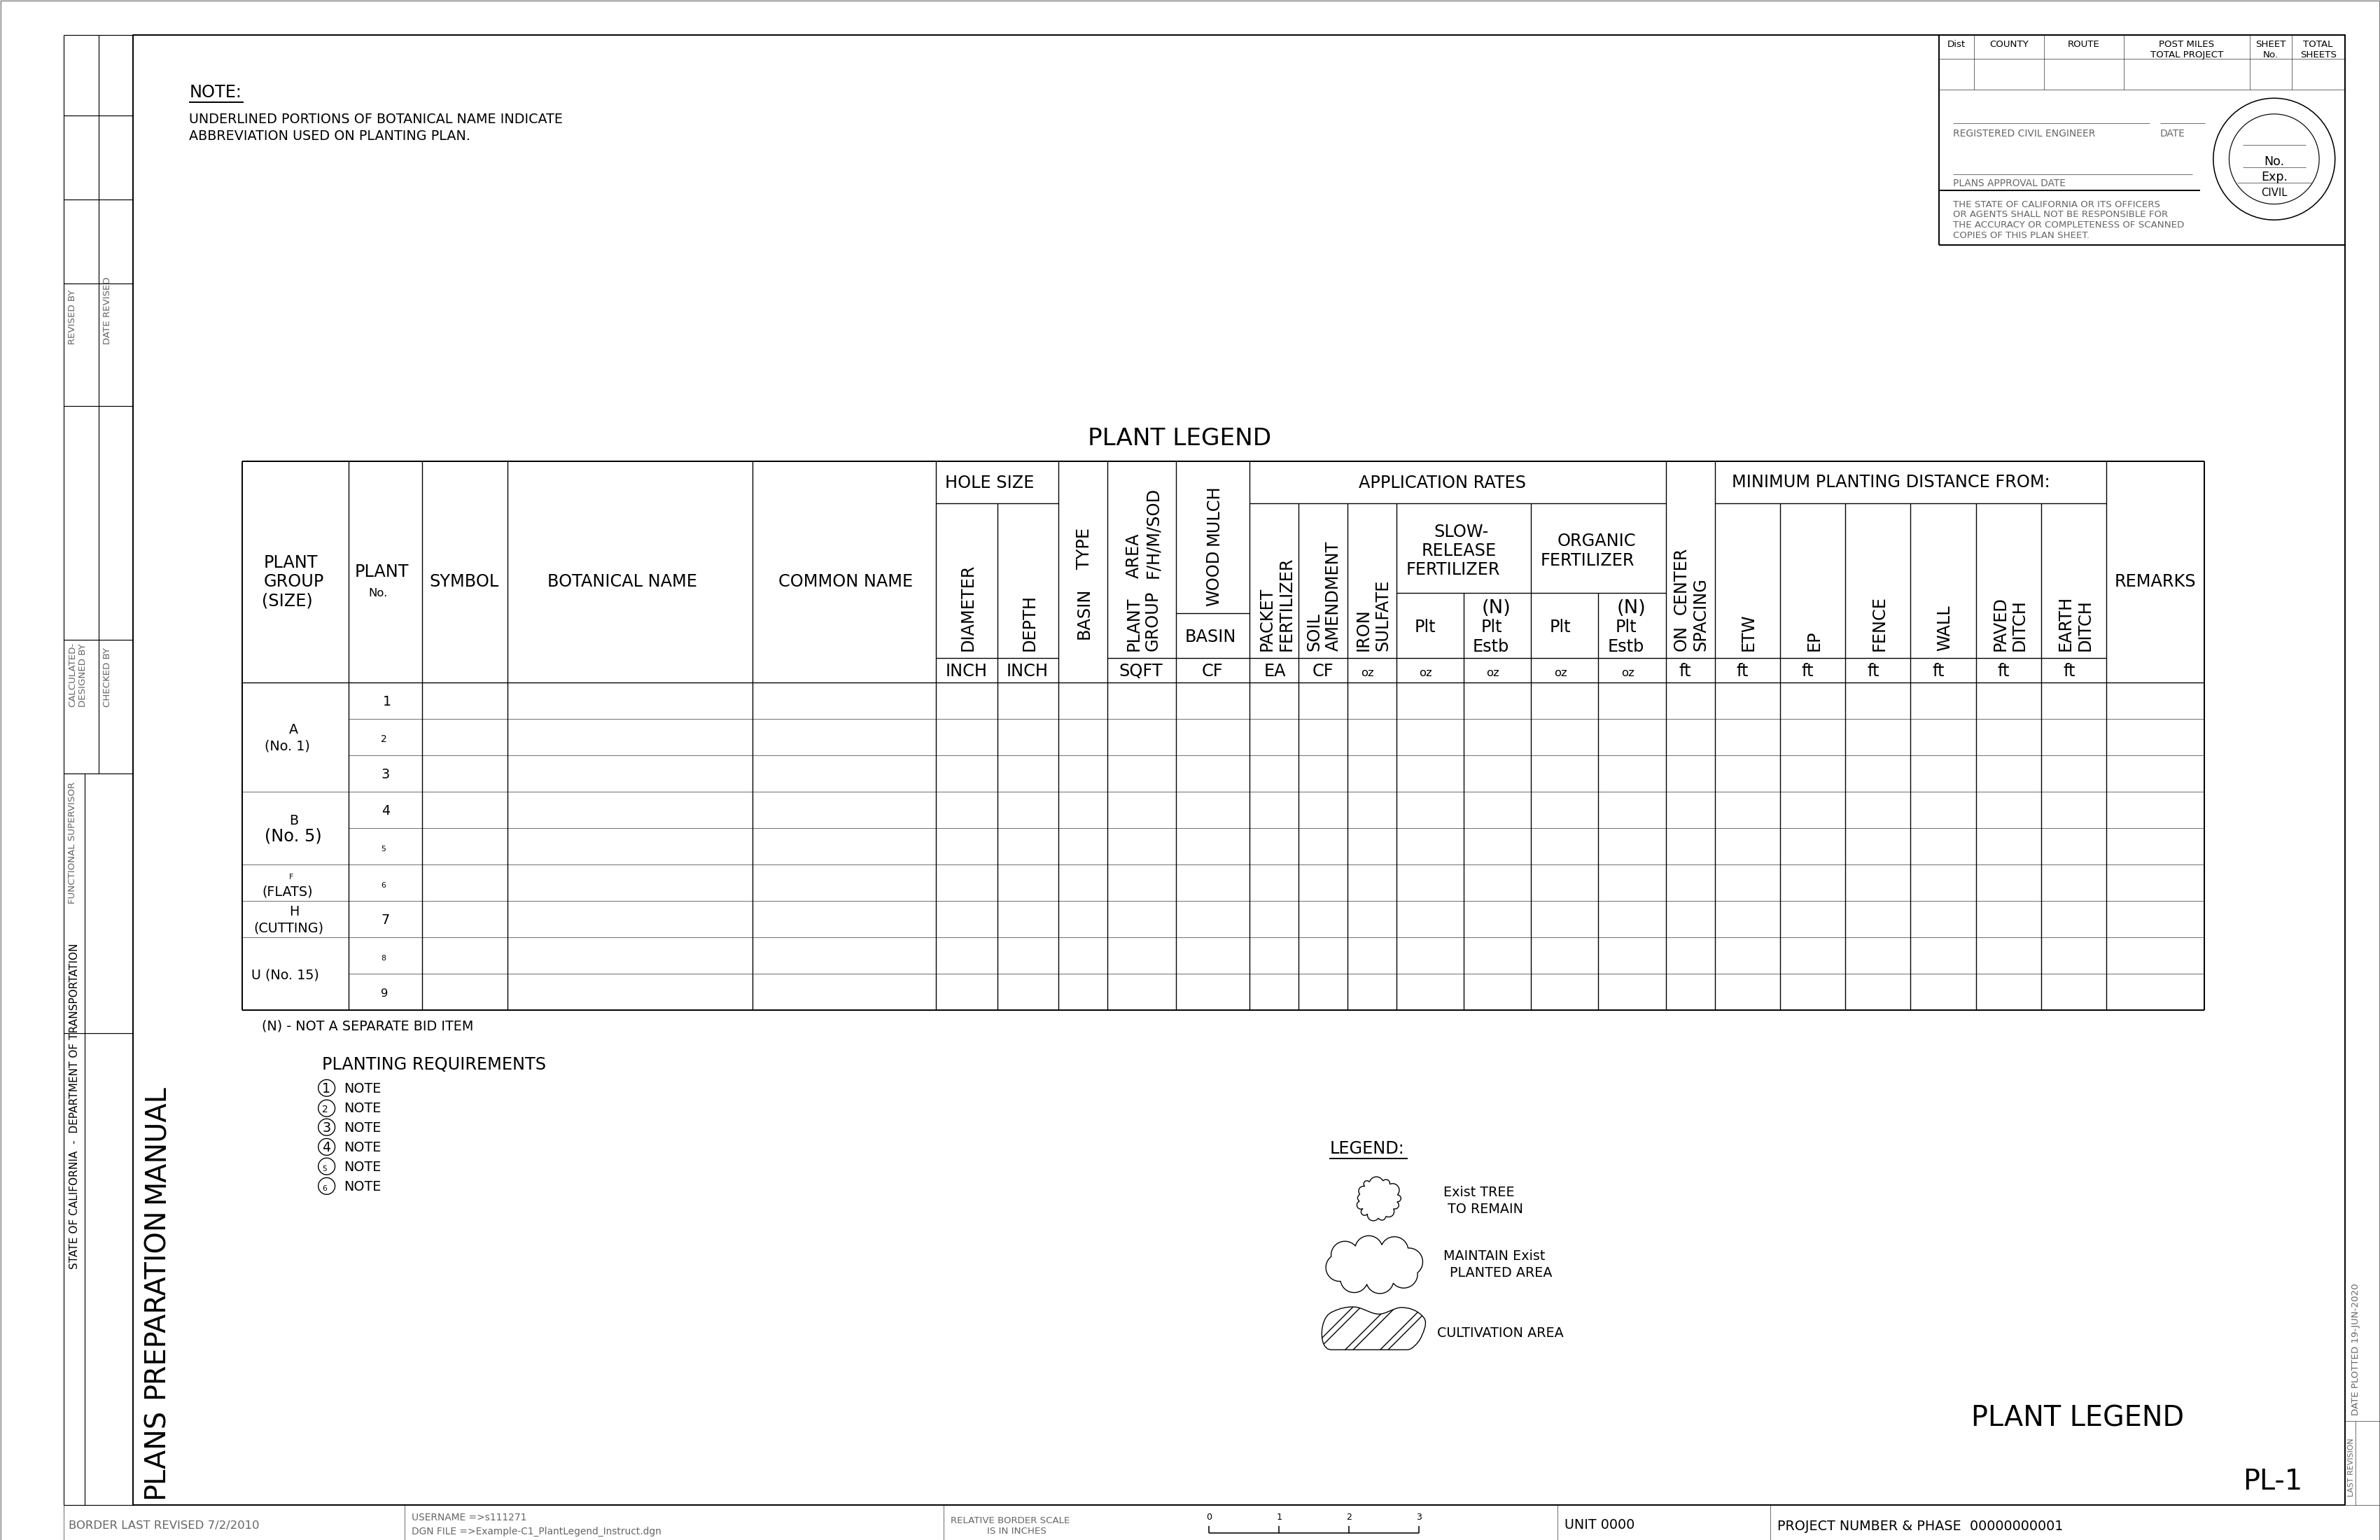 Dist COUNTY ROUTE POST MILES TOTAL PROJECT SHEET No. TOTAL SHEETS
REGISTERED CIVIL ENGINEER DATE
PLANS APPROVAL DATE
THE STATE OF CALIFORNIA OR ITS OFFICERS
OR AGENTS SHALL NOT BE RESPONSIBLE FOR
THE ACCURACY OR COMPLETENESS OF SCANNED
COPIES OF THIS PLAN SHEET.
No.
Exp.
CIVIL
NOTE:
UNDERLINED PORTIONS OF BOTANICAL NAME INDICATE
ABBREVIATION USED ON PLANTING PLAN.
REVISED BY
DATE REVISED
CALCULATED-
DESIGNED BY
CHECKED BY
FUNCTIONAL SUPERVISOR
STATE OF CALIFORNIA - DEPARTMENT OF TRANSPORTATION
PLANS PREPARATION MANUAL
PLANT LEGEND
PLANT
GROUP
(SIZE)
PLANT
No.
SYMBOL
BOTANICAL NAME
COMMON NAME
HOLE SIZE
DIAMETER
DEPTH
BASIN TYPE
PLANT AREA
GROUP F/H/M/SOD
WOOD MULCH
BASIN
APPLICATION RATES
PACKET
FERTILIZER
SOIL
AMENDMENT
IRON
SULFATE
SLOW-
RELEASE
FERTILIZER
Plt
(N)
Plt
Estb
ORGANIC
FERTILIZER
Plt
(N)
Plt
Estb
ON CENTER
SPACING
MINIMUM PLANTING DISTANCE FROM:
ETW
EP
FENCE
WALL
PAVED
DITCH
EARTH
DITCH
REMARKS
INCH INCH SQFT CF EA CF oz oz oz oz oz ft ft ft ft ft ft ft
A
(No. 1)
1
2
3
B
(No. 5)
4
5
F
(FLATS)
6
H
(CUTTING)
7
U (No. 15)
8
9
(N) - NOT A SEPARATE BID ITEM
PLANTING REQUIREMENTS
1 NOTE
2 NOTE
3 NOTE
4 NOTE
5 NOTE
6 NOTE
LEGEND:
Exist TREE
TO REMAIN
MAINTAIN Exist
PLANTED AREA
CULTIVATION AREA
PLANT LEGEND
PL-1
DATE PLOTTED 19-JUN-2020
LAST REVISION
BORDER LAST REVISED 7/2/2010
USERNAME =>s111271
DGN FILE =>Example-C1_PlantLegend_Instruct.dgn
RELATIVE BORDER SCALE
IS IN INCHES
0 1 2 3
UNIT 0000
PROJECT NUMBER & PHASE 00000000001